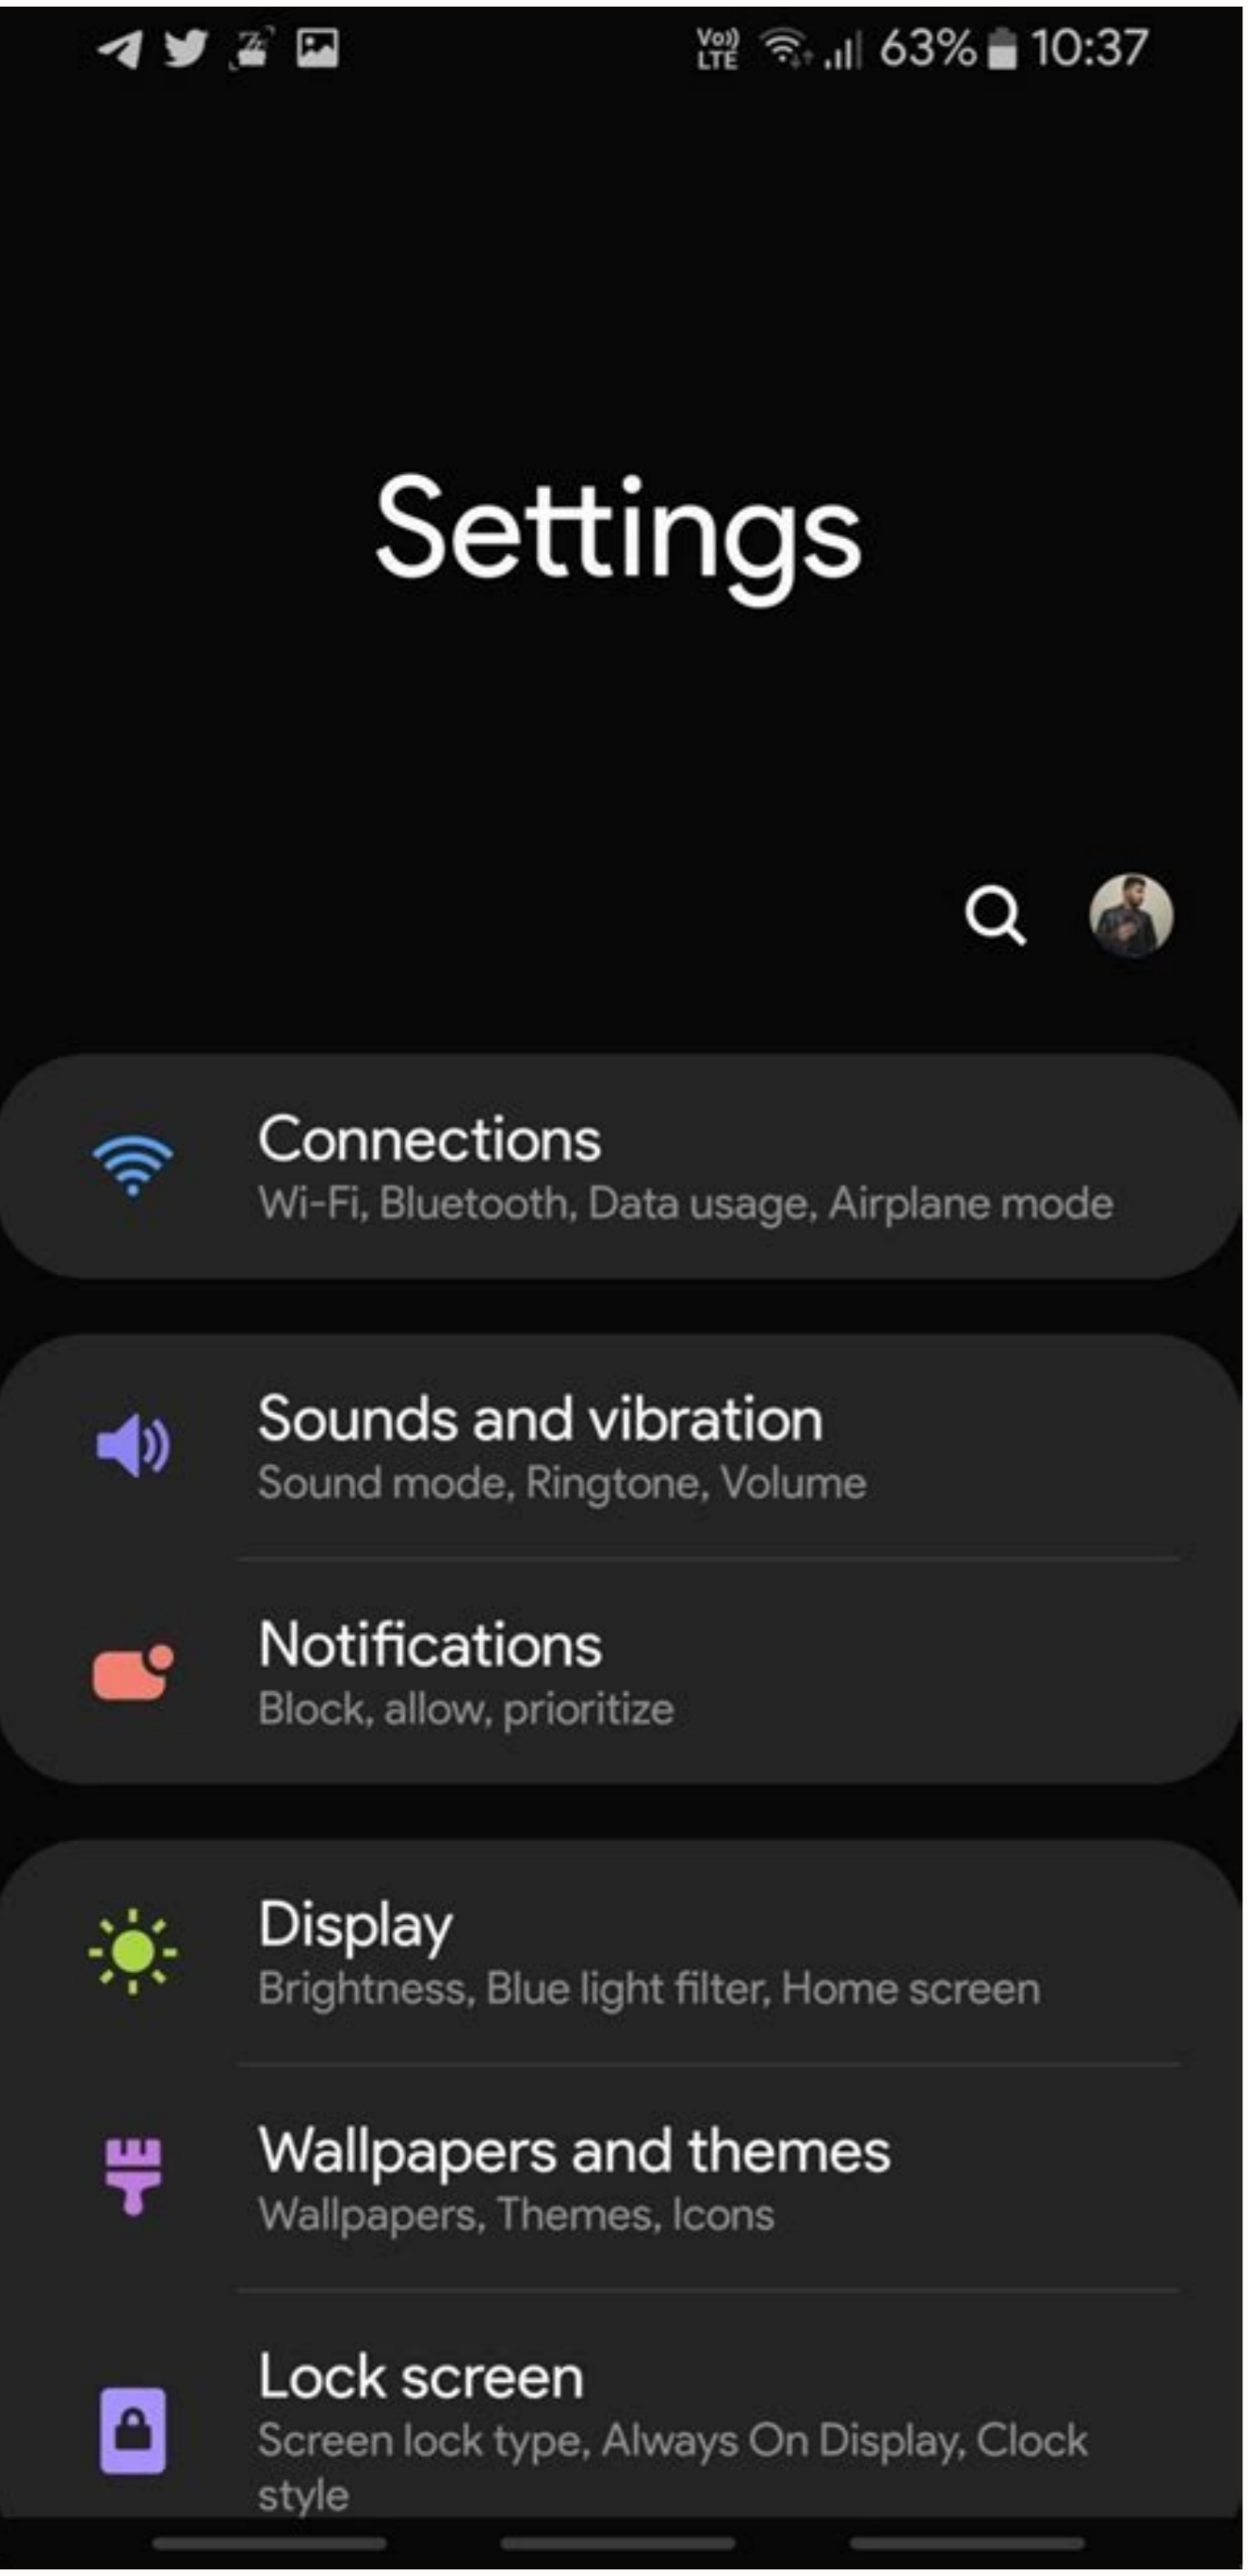 Vo)) LTE 63% 10:37
Settings
Connections
Wi-Fi, Bluetooth, Data usage, Airplane mode
Sounds and vibration
Sound mode, Ringtone, Volume
Notifications
Block, allow, prioritize
Display
Brightness, Blue light filter, Home screen
Wallpapers and themes
Wallpapers, Themes, Icons
Lock screen
Screen lock type, Always On Display, Clock
style